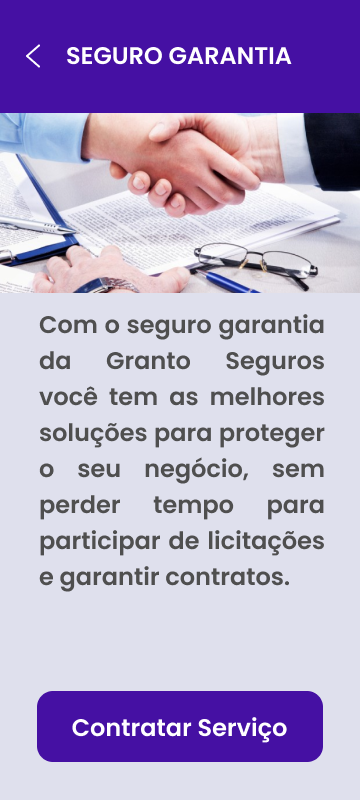 SEGURO GARANTIA
Com o seguro garantia
da Granto Seguros
você tem as melhores
soluções para proteger
o seu negócio, sem
perder tempo para
participar de licitações
e garantir contratos.
Contratar Serviço